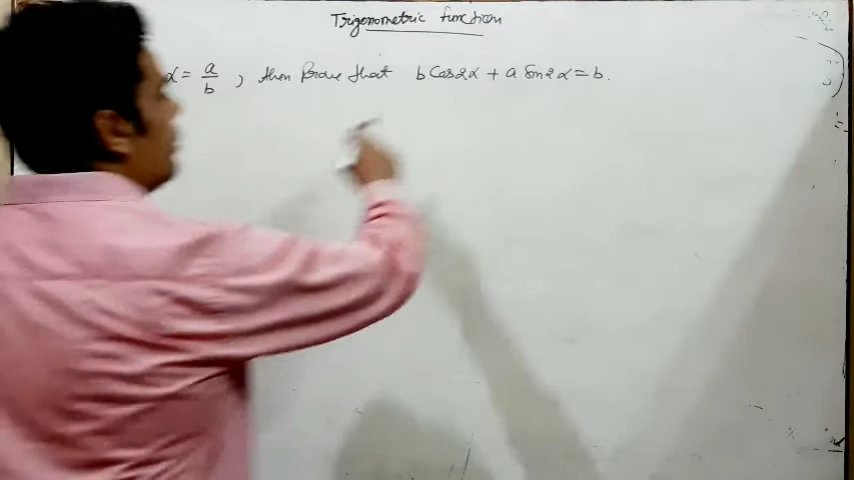 Trigonometric function
α = a/b , then Prove that b Cos2α + a Sin2α = b.